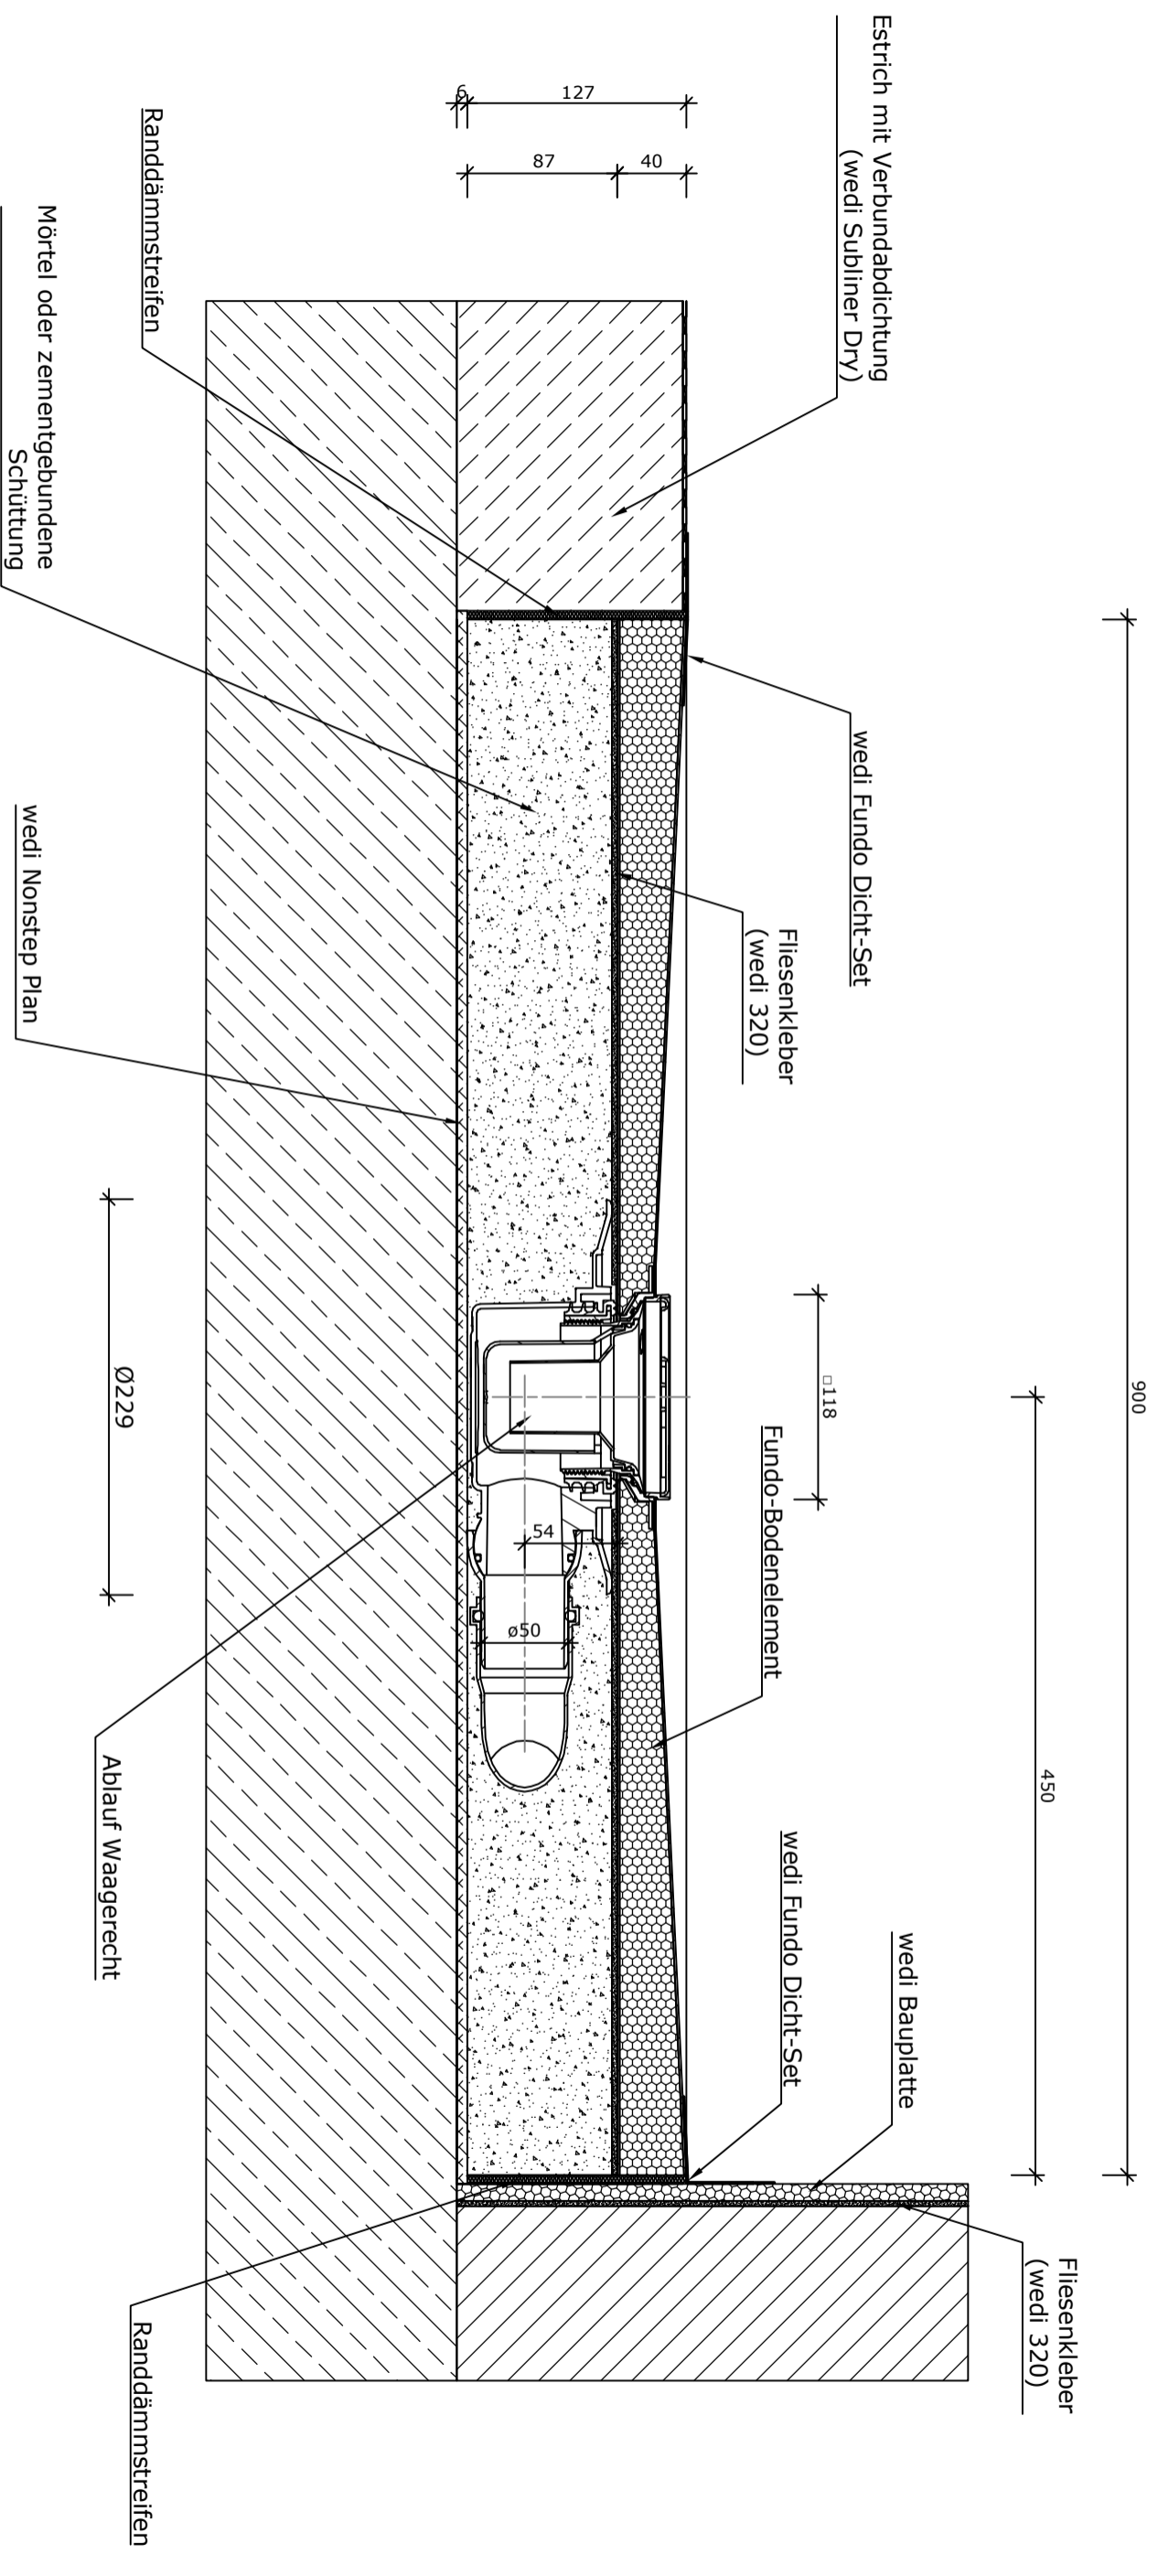 900
450
Estrich mit Verbundabdichtung
(wedi Subliner Dry)
wedi Fundo Dicht-Set
Fliesenkleber
(wedi 320)
□118
Fundo-Bodenelement
wedi Fundo Dicht-Set
wedi Bauplatte
Fliesenkleber
(wedi 320)
6
127
87
40
54
ø50
Randdämmstreifen
Mörtel oder zementgebundene
Schüttung
wedi Nonstep Plan
Ø229
Ablauf Waagerecht
Randdämmstreifen